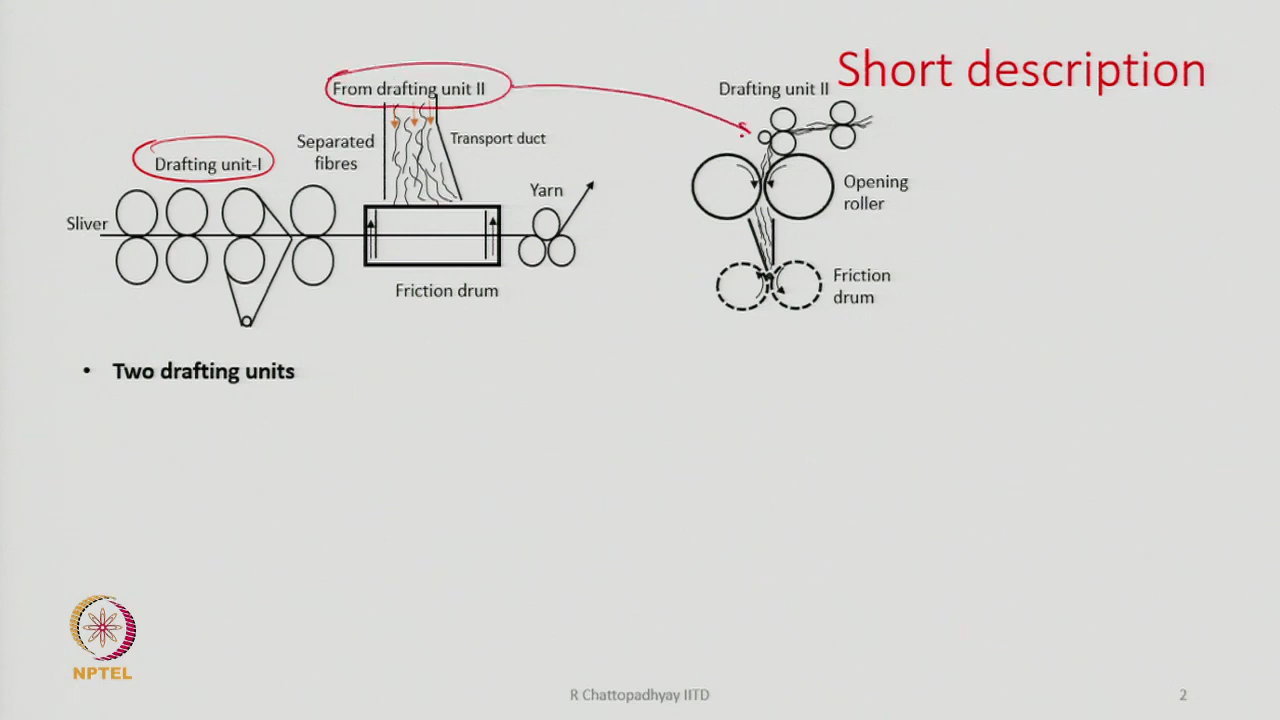 Short description
From drafting unit II
Drafting unit II
Separated
fibres
Transport duct
Drafting unit-I
Sliver
Yarn
Opening
roller
Friction drum
Friction
drum
• Two drafting units
NPTEL
R Chattopadhyay IITD
2